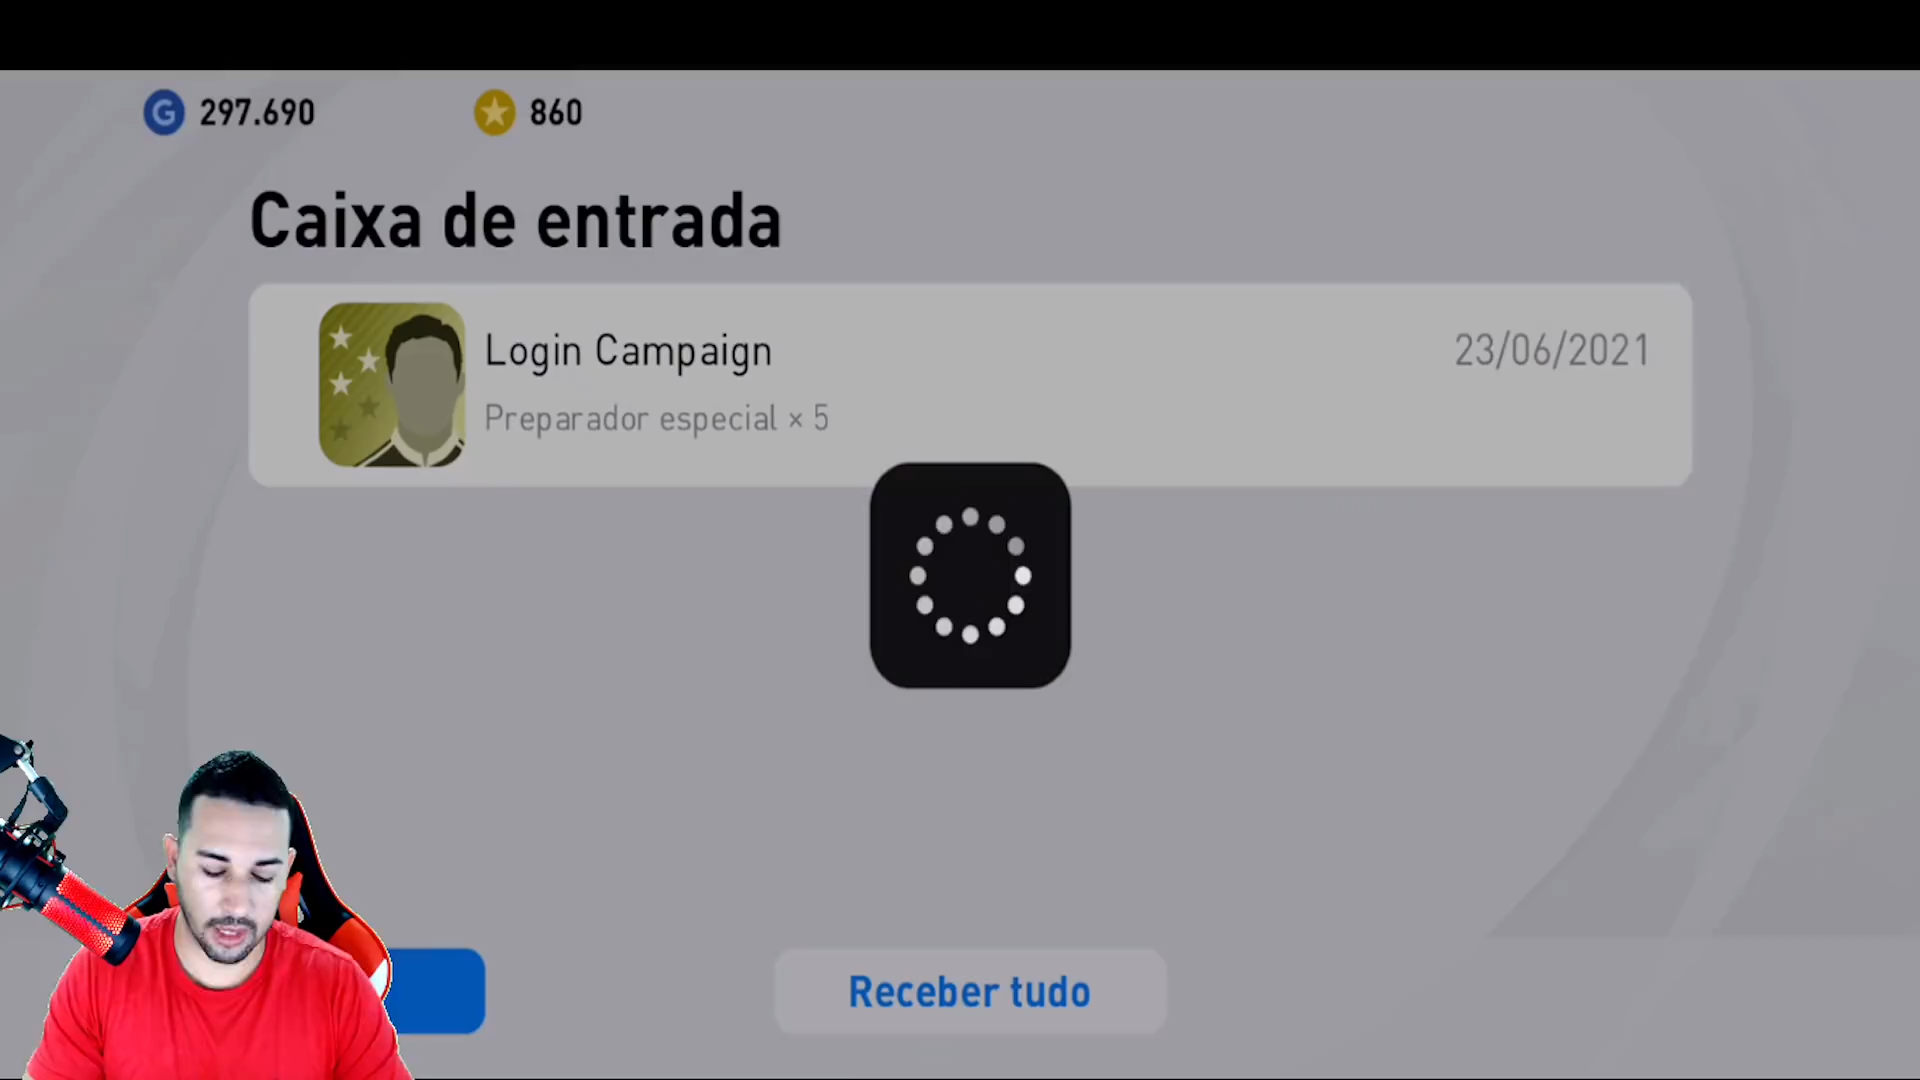 G 297.690 860
Caixa de entrada
Login Campaign 23/06/2021
Preparador especial × 5
Receber tudo